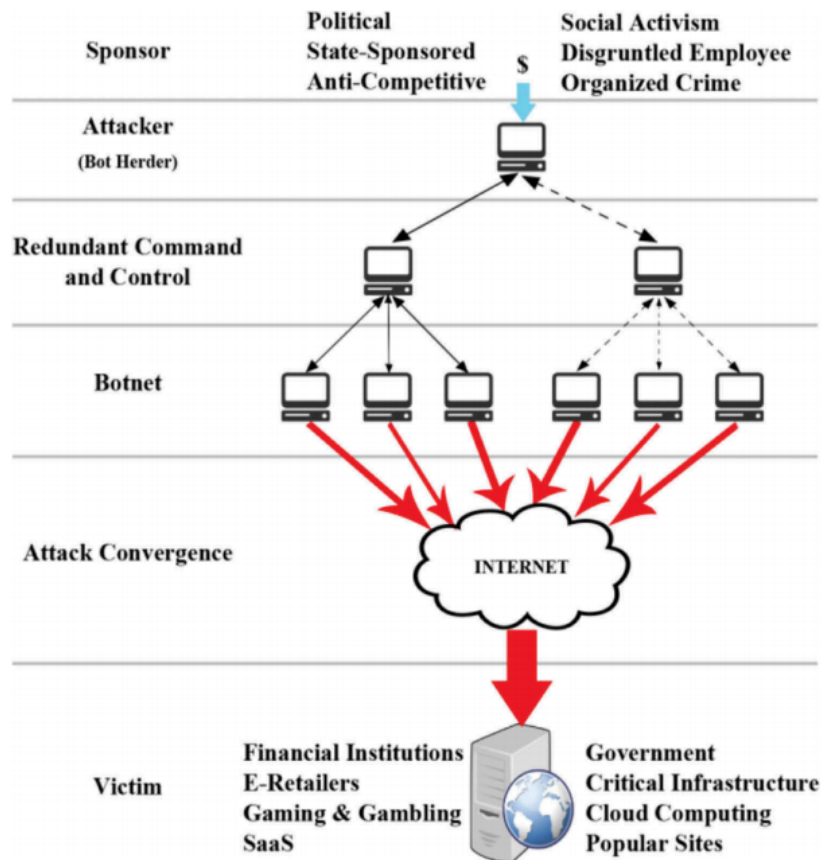 Sponsor
Political
State-Sponsored
Anti-Competitive
$
Social Activism
Disgruntled Employee
Organized Crime
Attacker
(Bot Herder)
Redundant Command
and Control
Botnet
Attack Convergence
INTERNET
Victim
Financial Institutions
E-Retailers
Gaming & Gambling
SaaS
Government
Critical Infrastructure
Cloud Computing
Popular Sites